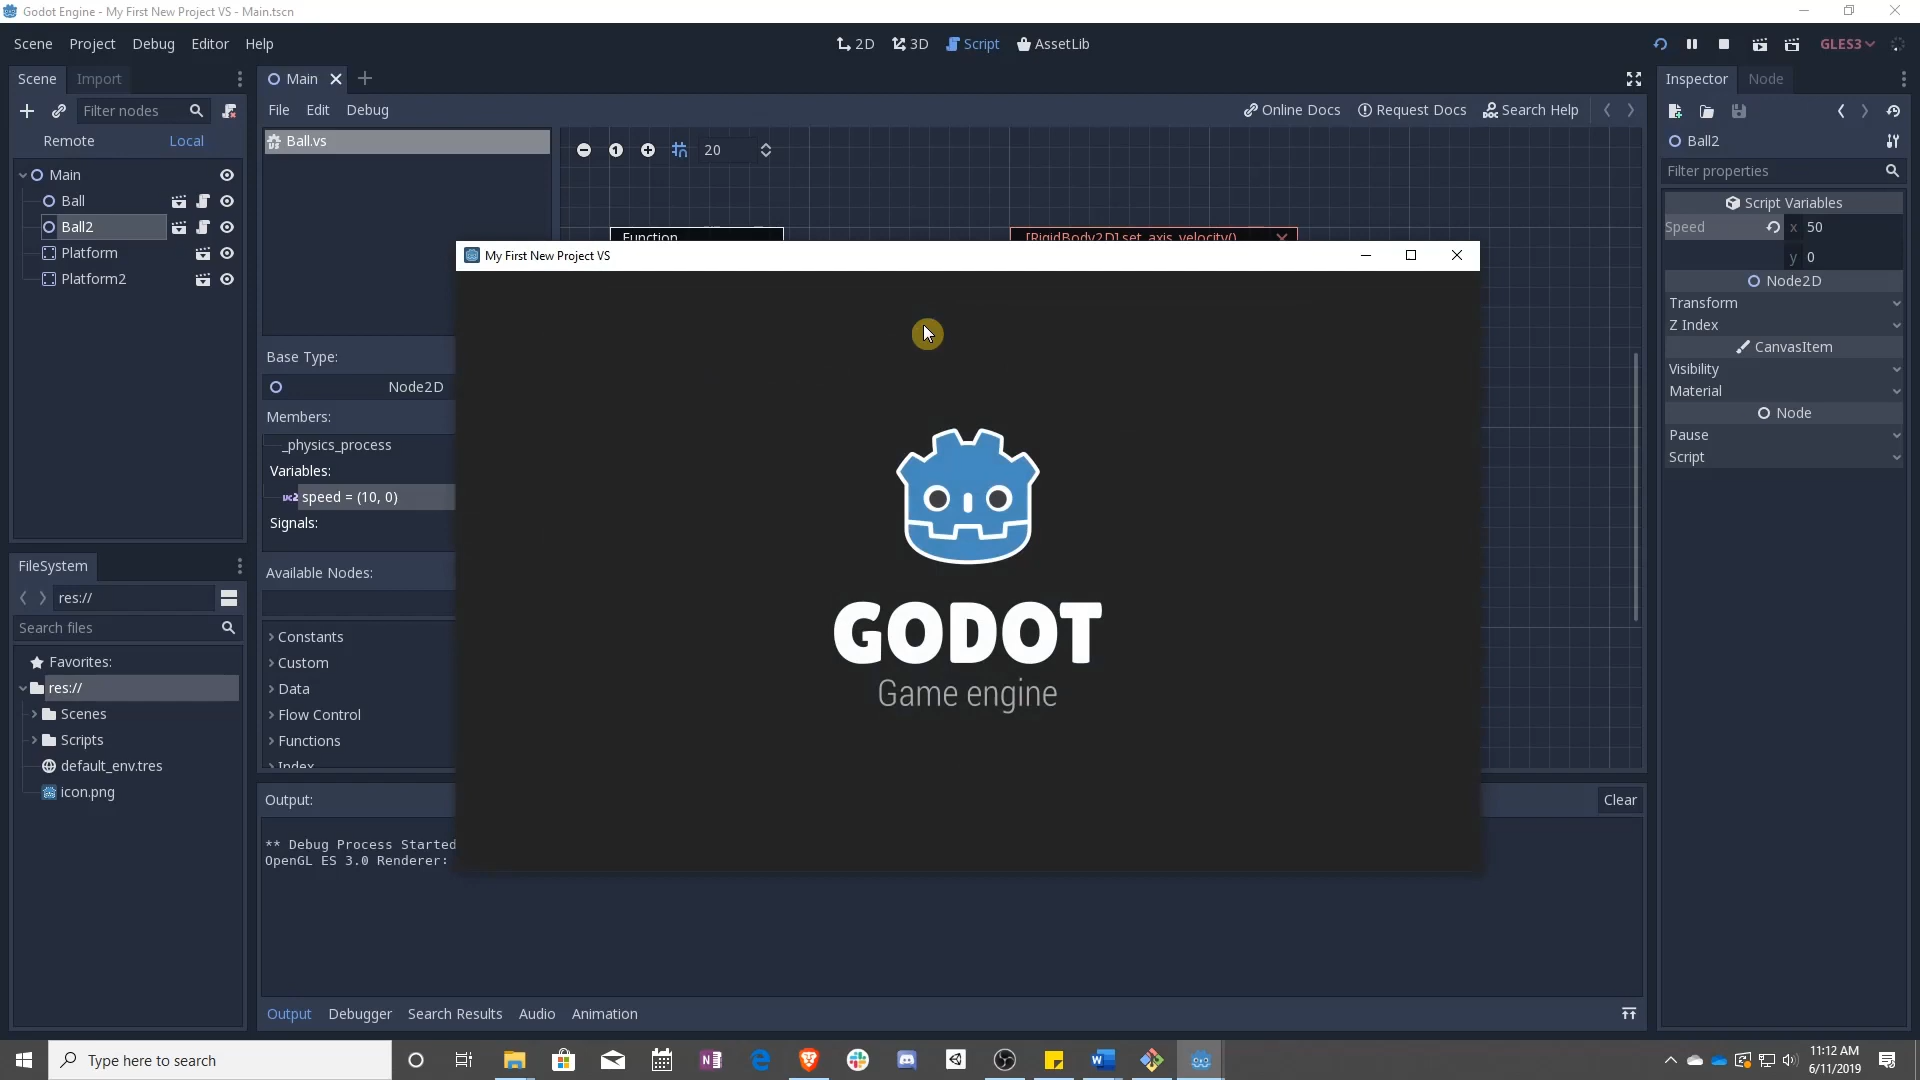 Godot Engine - My First New Project VS - Main.tscn
Scene Project Debug Editor Help
2D 3D Script AssetLib
GLES3
Scene Import
Filter nodes
Remote Local
Main
Ball
Ball2
Platform
Platform2
FileSystem
res://
Search files
Favorites:
res://
Scenes
Scripts
default_env.tres
icon.png
Main
File Edit Debug
Online Docs Request Docs Search Help
Ball.vs
20
Base Type:
Node2D
Members:
_physics_process
Variables:
speed = (10, 0)
Signals:
Available Nodes:
Constants
Custom
Data
Flow Control
Functions
Index
Function
[RigidBody2D] set_axis_velocity()
My First New Project VS
GODOT
Game engine
Output:
Clear
** Debug Process Started
OpenGL ES 3.0 Renderer:
Output Debugger Search Results Audio Animation
Inspector Node
Ball2
Filter properties
Script Variables
Speed x 50
y 0
Node2D
Transform
Z Index
CanvasItem
Visibility
Material
Node
Pause
Script
Type here to search
11:12 AM
6/11/2019